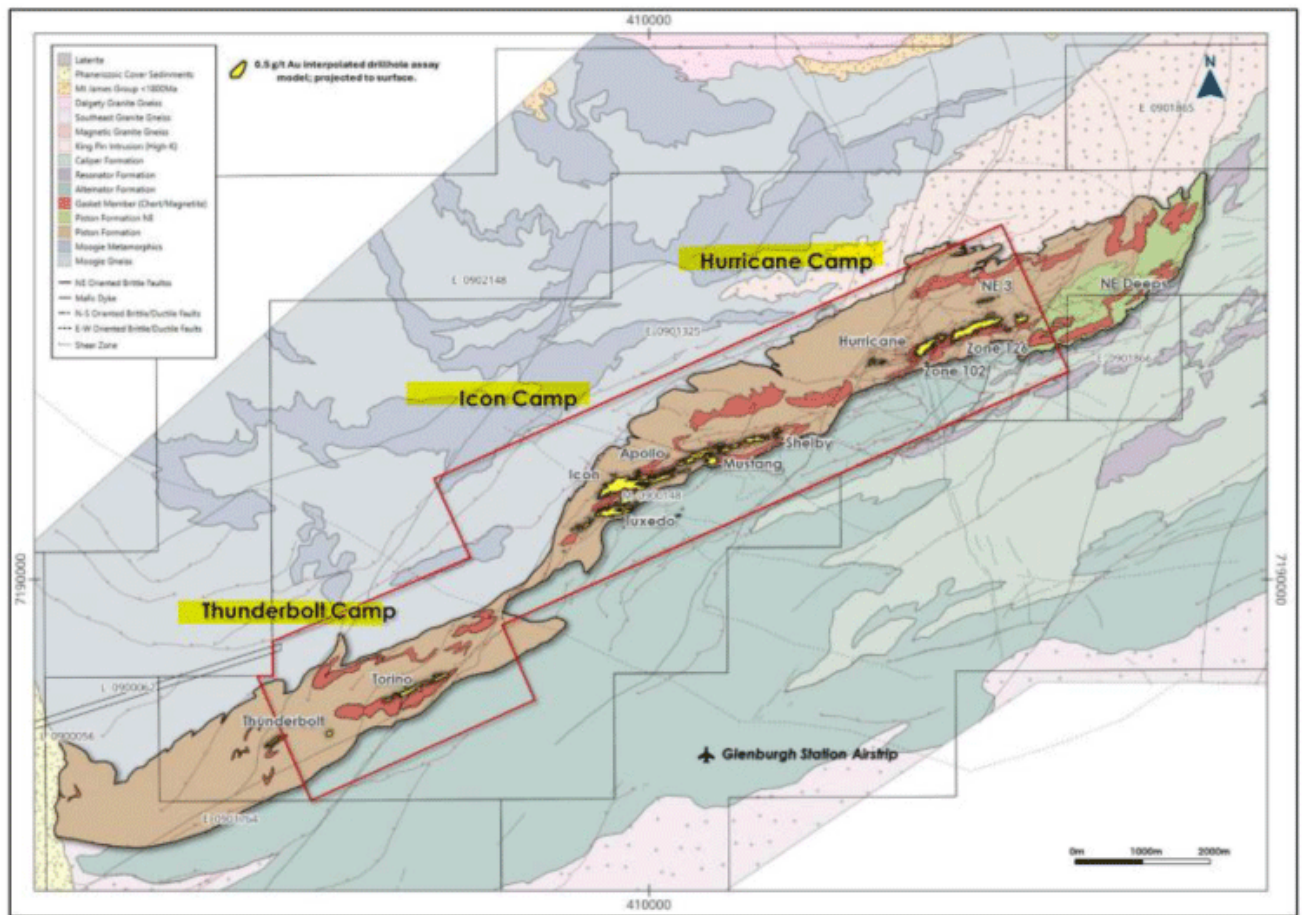 410000
Laterite
Phanerozoic Cover Sediments
Mt James Group <1800Ma
Dalgety Granite Gneiss
Southeast Granite Gneiss
Magnetic Granite Gneiss
King Pin Intrusion (High-K)
Caliper Formation
Resonator Formation
Alternator Formation
Gasket Member (Chert/Magnetite)
Piston Formation NE
Piston Formation
Moogie Metamorphics
Moogie Gneiss
NE Oriented Brittle Faults
Mafic Dyke
N-S Oriented Brittle/Ductile Faults
E-W Oriented Brittle/Ductile Faults
Shear Zone
0.5 g/t Au interpolated drillhole assay
model; projected to surface.
N
E 0901865
Hurricane Camp
E 0902148
NE 3
NE Deeps
E 0901325
Hurricane
Zone 126
E 0901866
Zone 102
Icon Camp
Shelby
Apollo
Mustang
Icon
M 0900148
Tuxedo
7190000
7190000
Thunderbolt Camp
Torino
E 0900062
Thunderbolt
E 0900056
Glenburgh Station Airstrip
E 0901764
0m 1000m 2000m
410000